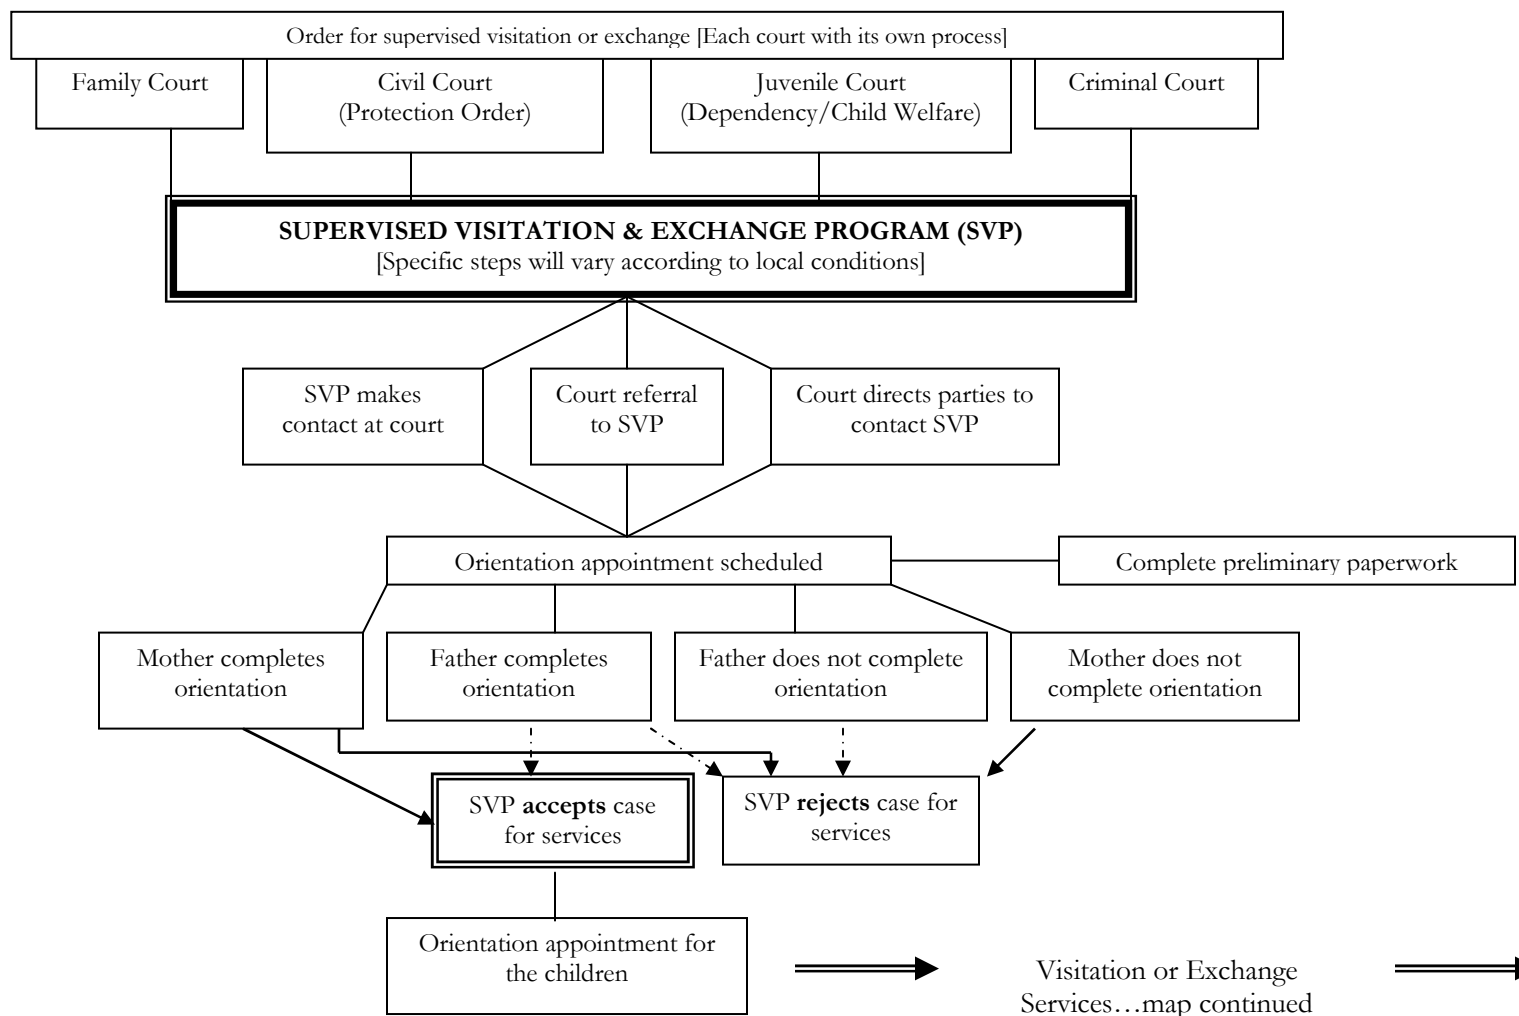 Order for supervised visitation or exchange [Each court with its own process]
Family Court
Civil Court
(Protection Order)
Juvenile Court
(Dependency/Child Welfare)
Criminal Court
SUPERVISED VISITATION & EXCHANGE PROGRAM (SVP)
[Specific steps will vary according to local conditions]
SVP makes
contact at court
Court referral
to SVP
Court directs parties to
contact SVP
Orientation appointment scheduled
Complete preliminary paperwork
Mother completes
orientation
Father completes
orientation
Father does not complete
orientation
Mother does not
complete orientation
SVP accepts case
for services
SVP rejects case for
services
Orientation appointment for
the children
Visitation or Exchange
Services…map continued